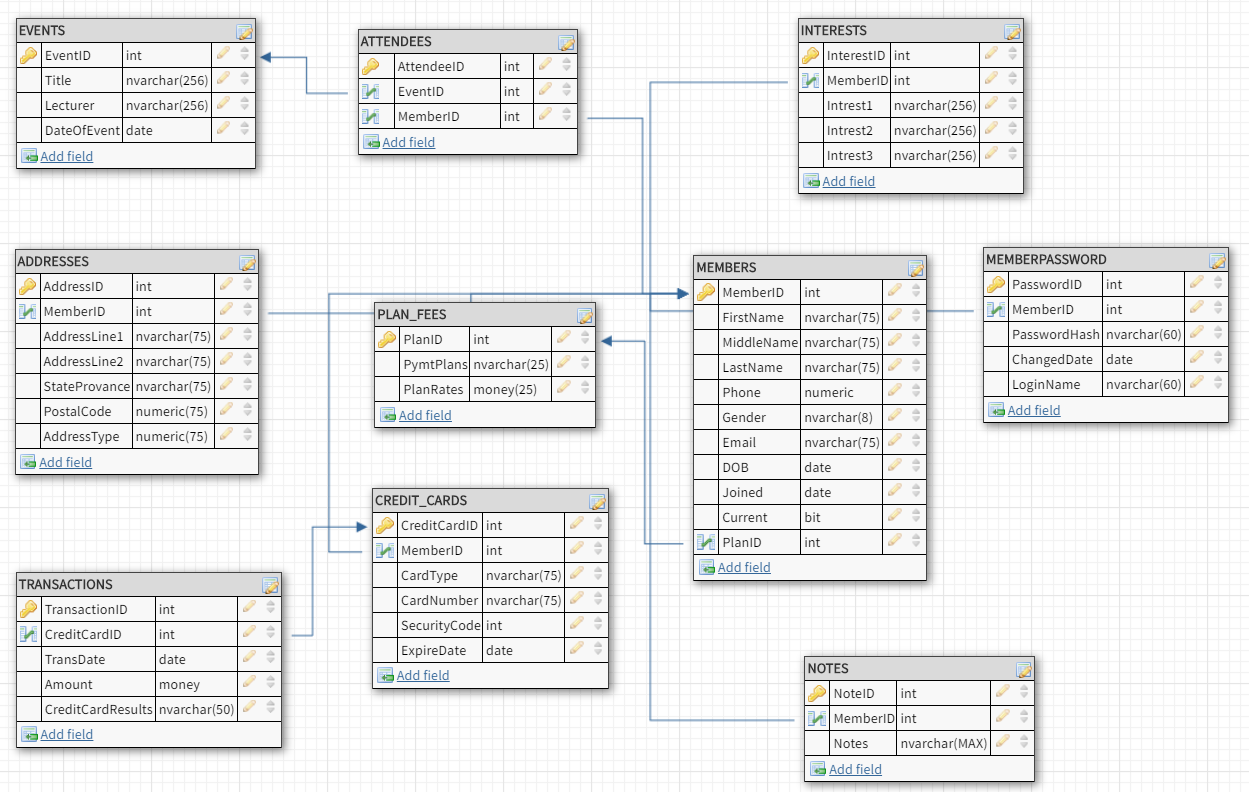 EVENTS
EventID int
Title nvarchar(256)
Lecturer nvarchar(256)
DateOfEvent date
Add field
ATTENDEES
AttendeeID int
EventID int
MemberID int
Add field
INTERESTS
InterestID int
MemberID int
Intrest1 nvarchar(256)
Intrest2 nvarchar(256)
Intrest3 nvarchar(256)
Add field
ADDRESSES
AddressID int
MemberID int
AddressLine1 nvarchar(75)
AddressLine2 nvarchar(75)
StateProvance nvarchar(75)
PostalCode numeric(75)
AddressType numeric(75)
Add field
PLAN_FEES
PlanID int
PymtPlans nvarchar(25)
PlanRates money(25)
Add field
MEMBERS
MemberID int
FirstName nvarchar(75)
MiddleName nvarchar(75)
LastName nvarchar(75)
Phone numeric
Gender nvarchar(8)
Email nvarchar(75)
DOB date
Joined date
Current bit
PlanID int
Add field
MEMBERPASSWORD
PasswordID int
MemberID int
PasswordHash nvarchar(60)
ChangedDate date
LoginName nvarchar(60)
Add field
CREDIT_CARDS
CreditCardID int
MemberID int
CardType nvarchar(75)
CardNumber nvarchar(75)
SecurityCode int
ExpireDate date
Add field
TRANSACTIONS
TransactionID int
CreditCardID int
TransDate date
Amount money
CreditCardResults nvarchar(50)
Add field
NOTES
NoteID int
MemberID int
Notes nvarchar(MAX)
Add field